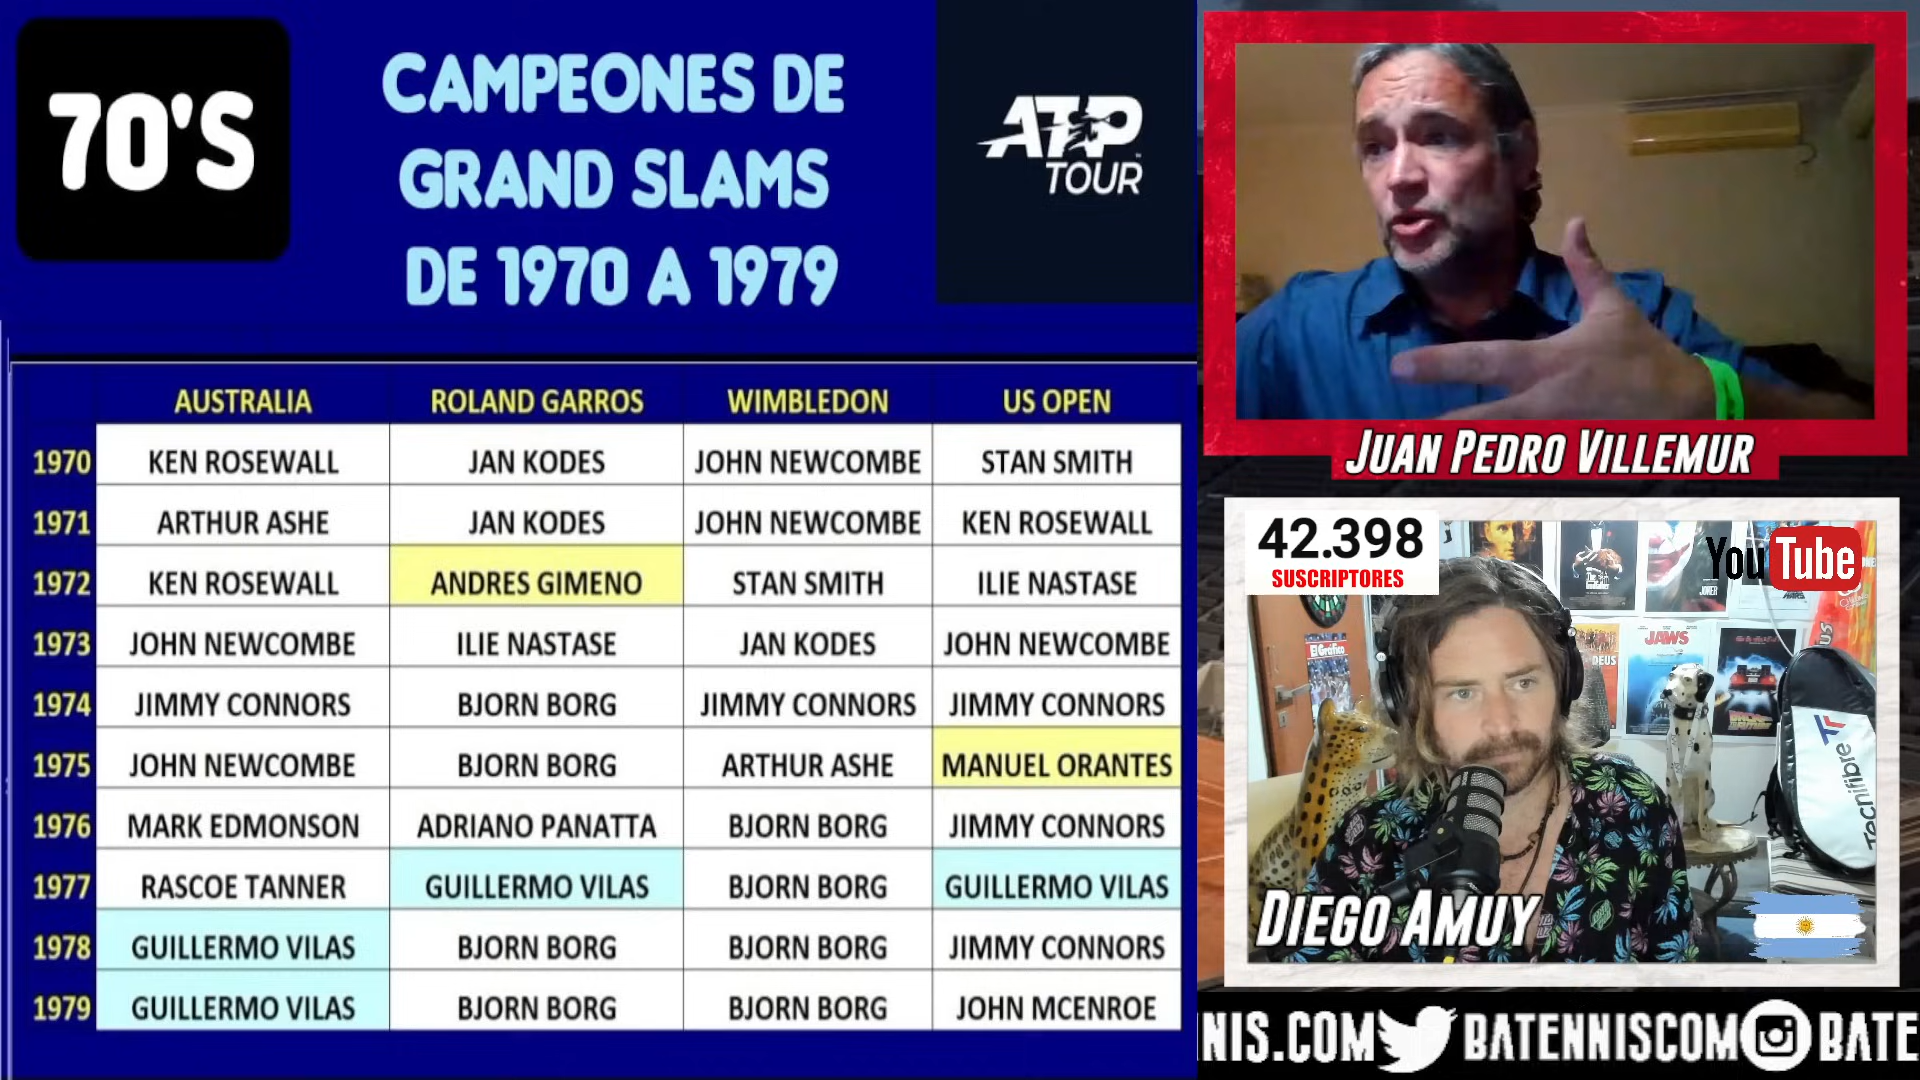 70'S
CAMPEONES DE
GRAND SLAMS
DE 1970 A 1979
ATP
TOUR
AUSTRALIA ROLAND GARROS WIMBLEDON US OPEN
1970 KEN ROSEWALL JAN KODES JOHN NEWCOMBE STAN SMITH
1971 ARTHUR ASHE JAN KODES JOHN NEWCOMBE KEN ROSEWALL
1972 KEN ROSEWALL ANDRES GIMENO STAN SMITH ILIE NASTASE
1973 JOHN NEWCOMBE ILIE NASTASE JAN KODES JOHN NEWCOMBE
1974 JIMMY CONNORS BJORN BORG JIMMY CONNORS JIMMY CONNORS
1975 JOHN NEWCOMBE BJORN BORG ARTHUR ASHE MANUEL ORANTES
1976 MARK EDMONSON ADRIANO PANATTA BJORN BORG JIMMY CONNORS
1977 RASCOE TANNER GUILLERMO VILAS BJORN BORG GUILLERMO VILAS
1978 GUILLERMO VILAS BJORN BORG BJORN BORG JIMMY CONNORS
1979 GUILLERMO VILAS BJORN BORG BJORN BORG JOHN MCENROE
JUAN PEDRO VILLEMUR
42.398
SUSCRIPTORES
YouTube
El Gráfico
JOKER
JAWS
Tecnifibre
DIEGO AMUY
NIS.COM BATENNISCOM BATE